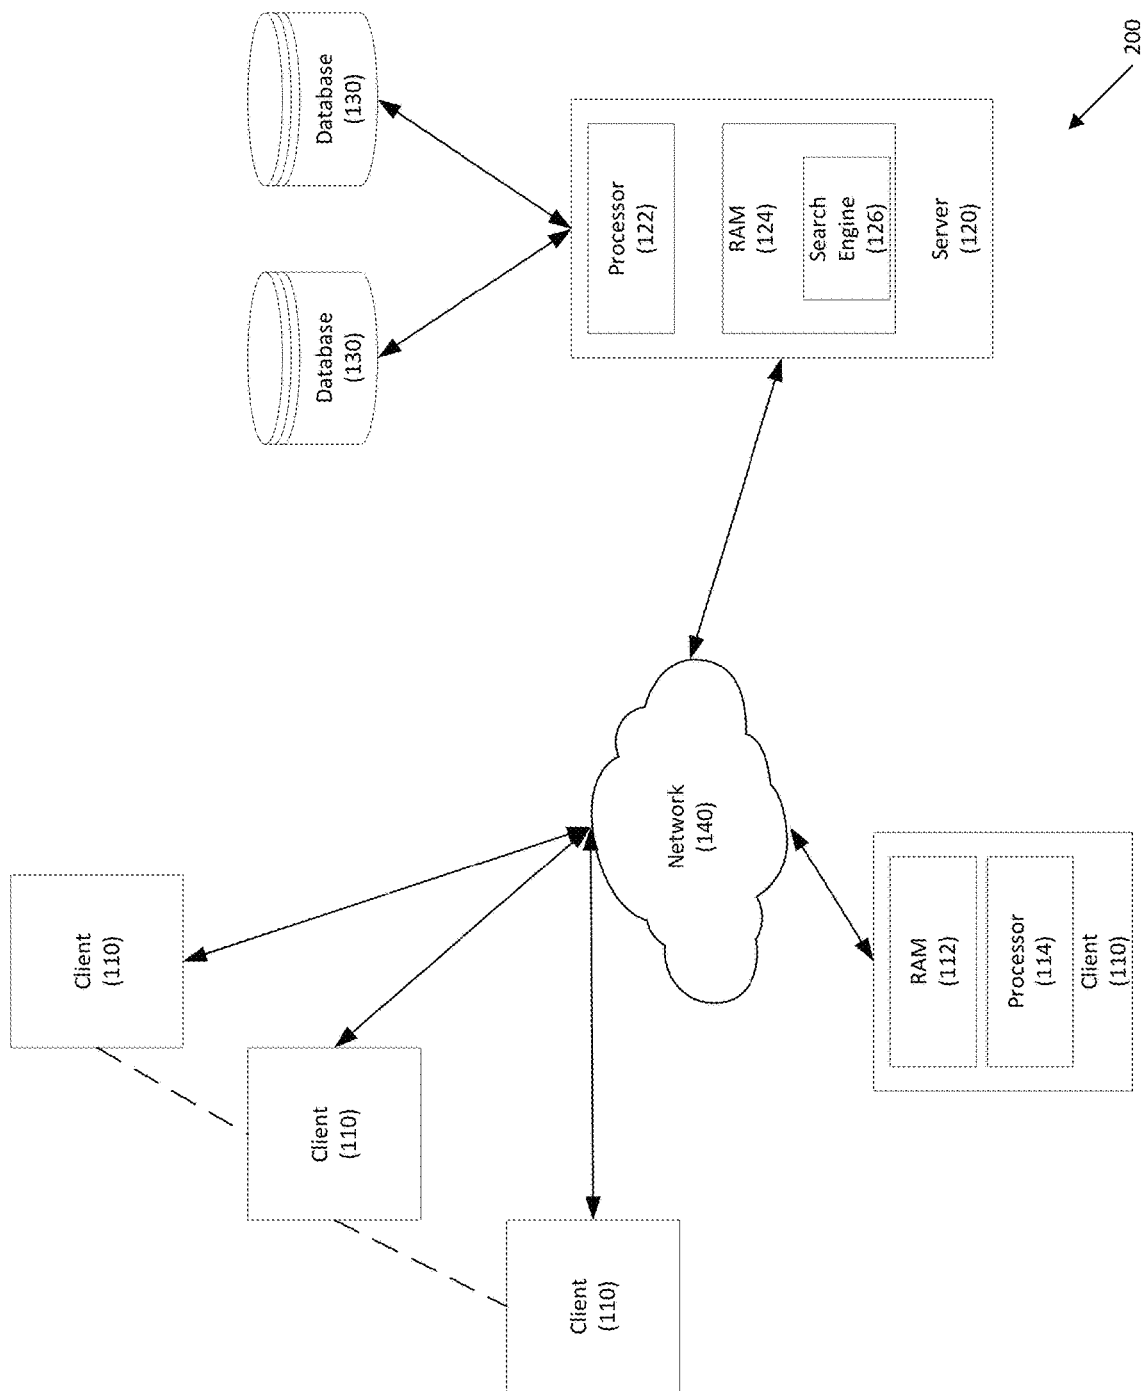 Client
(110)
Client
(110)
Client
(110)
Network
(140)
RAM
(112)
Processor
(114)
Client
(110)
Database
(130)
Database
(130)
Processor
(122)
RAM
(124)
Search
Engine
(126)
Server
(120)
200